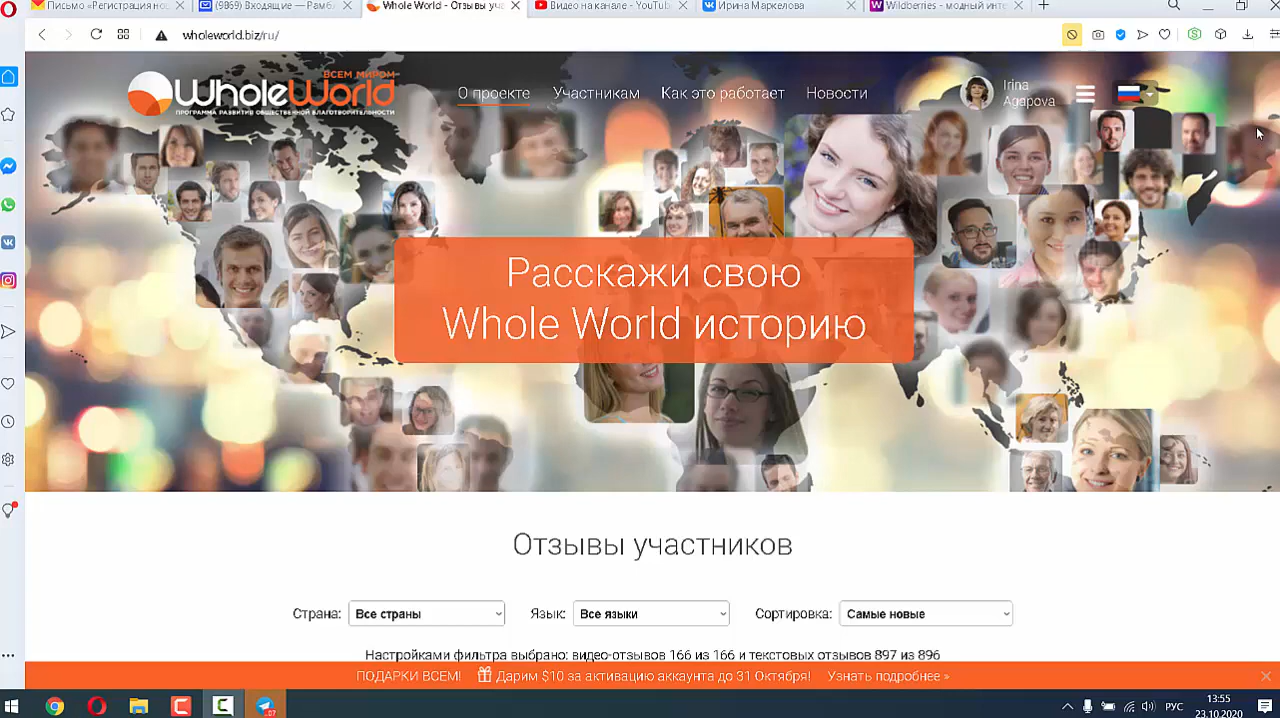 Письмо «Регистрация но
(9869) Входящие — Рамбл
Whole World - Отзывы уча
Видео на канале - YouTub
Ирина Маркелова
Wildberries - модный инте
wholeworld.biz/ru/
ВСЕМ МИРОМ
WholeWorld
ПРОГРАММА РАЗВИТИЯ ОБЩЕСТВЕННОЙ БЛАГОТВОРИТЕЛЬНОСТИ
О проекте
Участникам
Как это работает
Новости
Irina
Agapova
Расскажи свою
Whole World историю
Отзывы участников
Страна: Все страны
Язык: Все языки
Сортировка: Самые новые
Настройками фильтра выбрано: видео-отзывов 166 из 166 и текстовых отзывов 897 из 896
ПОДАРКИ ВСЕМ! Дарим $10 за активацию аккаунта до 31 Октября! Узнать подробнее »
РУС
13:55
23.10.2020